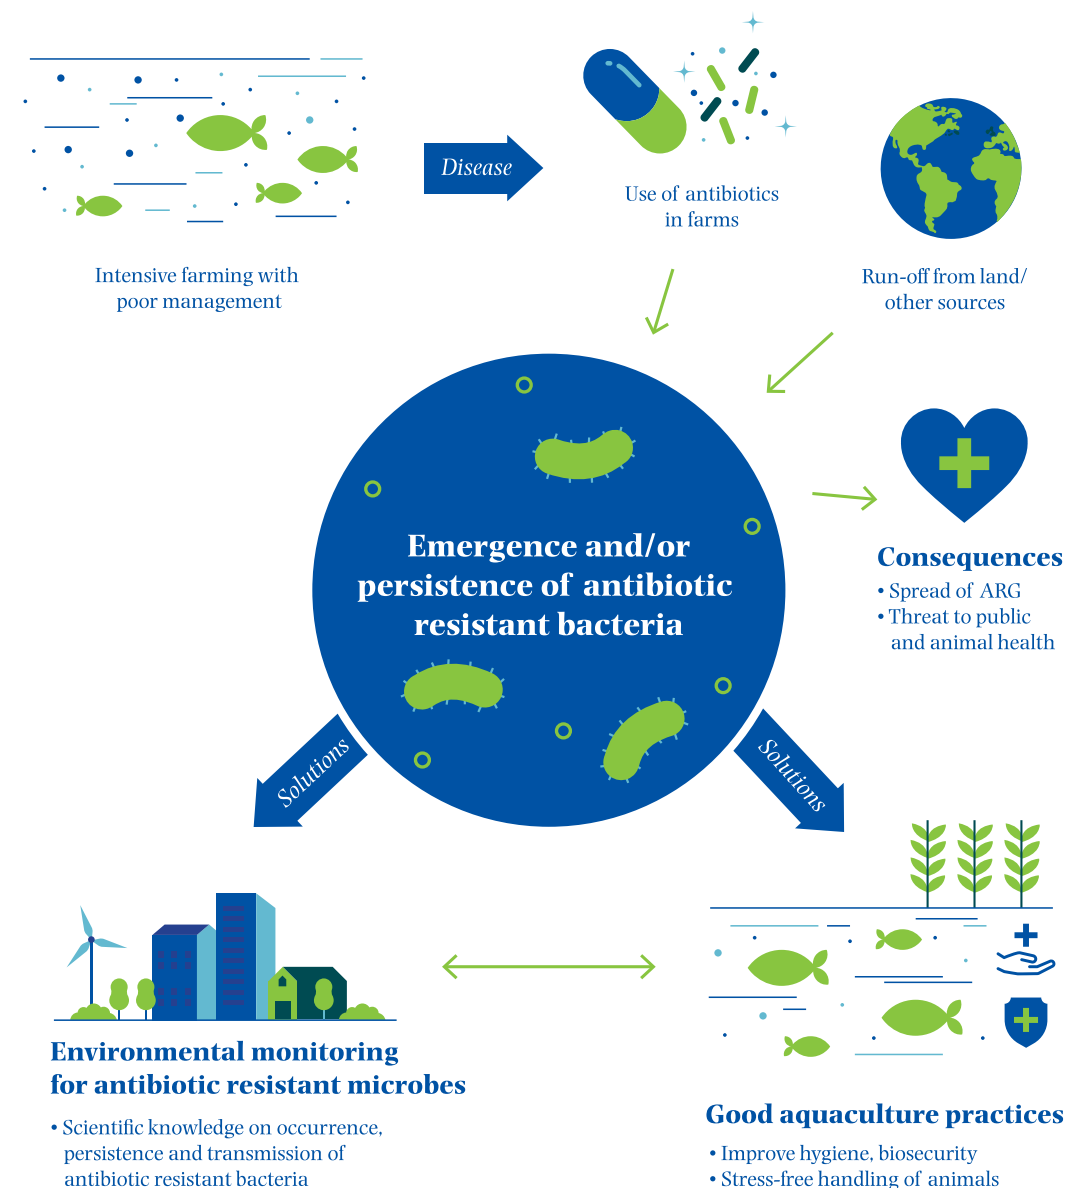 Disease
Use of antibiotics
in farms
Intensive farming with
poor management
Run-off from land/
other sources
Emergence and/or
persistence of antibiotic
resistant bacteria
Consequences
• Spread of ARG
• Threat to public
and animal health
Solutions
Solutions
Environmental monitoring
for antibiotic resistant microbes
• Scientific knowledge on occurrence,
persistence and transmission of
antibiotic resistant bacteria
Good aquaculture practices
• Improve hygiene, biosecurity
• Stress-free handling of animals